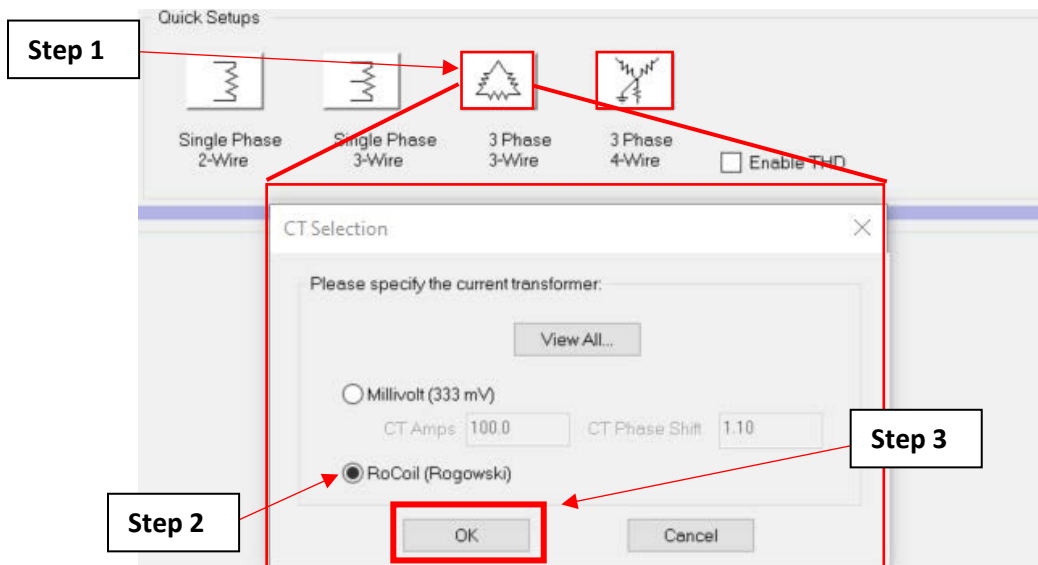 Quick Setups
Step 1
Single Phase
2-Wire
Single Phase
3-Wire
3 Phase
3-Wire
3 Phase
4-Wire
Enable THD
CT Selection
Please specify the current transformer:
View All...
Millivolt (333 mV)
CT Amps 100.0 CT Phase Shift 1.10
Step 3
RoCoil (Rogowski)
Step 2
OK
Cancel